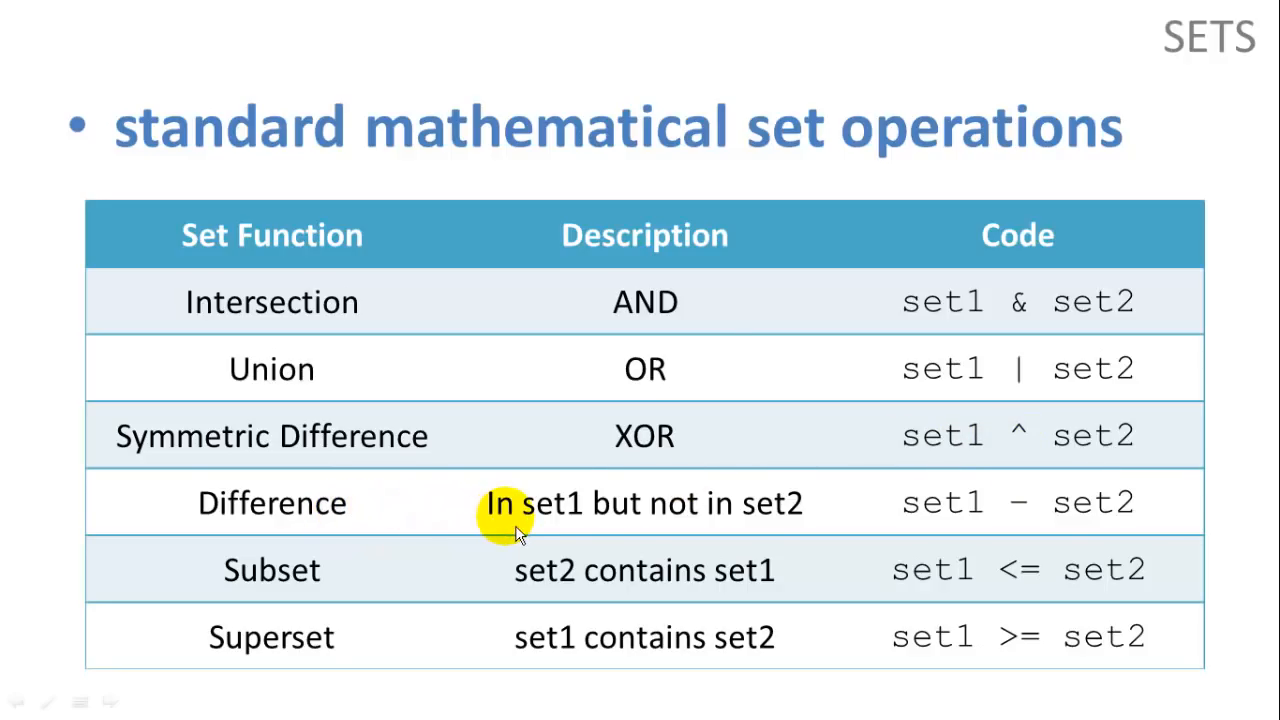 SETS
• standard mathematical set operations
Set Function Description Code
Intersection AND set1 & set2
Union OR set1 | set2
Symmetric Difference XOR set1 ^ set2
Difference In set1 but not in set2 set1 - set2
Subset set2 contains set1 set1 <= set2
Superset set1 contains set2 set1 >= set2